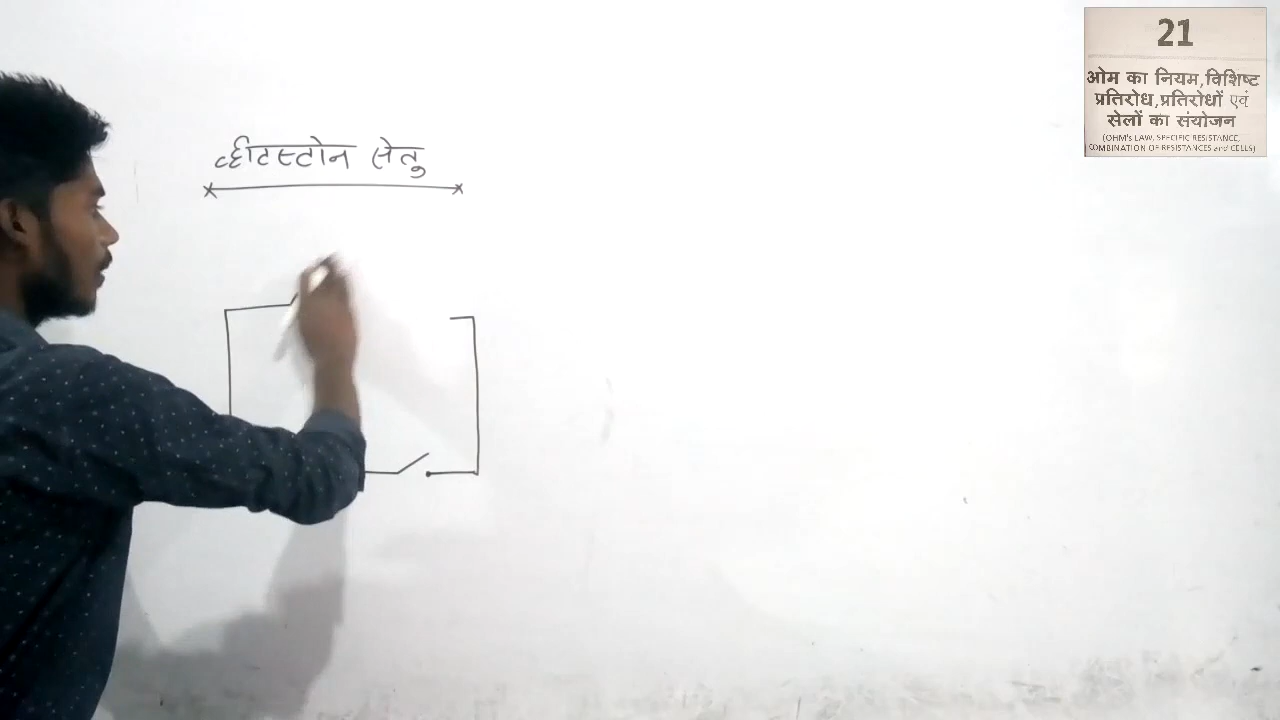 व्हीटस्टोन सेतु
21
ओम का नियम,विशिष्ट
प्रतिरोध,प्रतिरोधों एवं
सेलों का संयोजन
(OHM's LAW, SPECIFIC RESISTANCE,
COMBINATION OF RESISTANCES and CELLS)